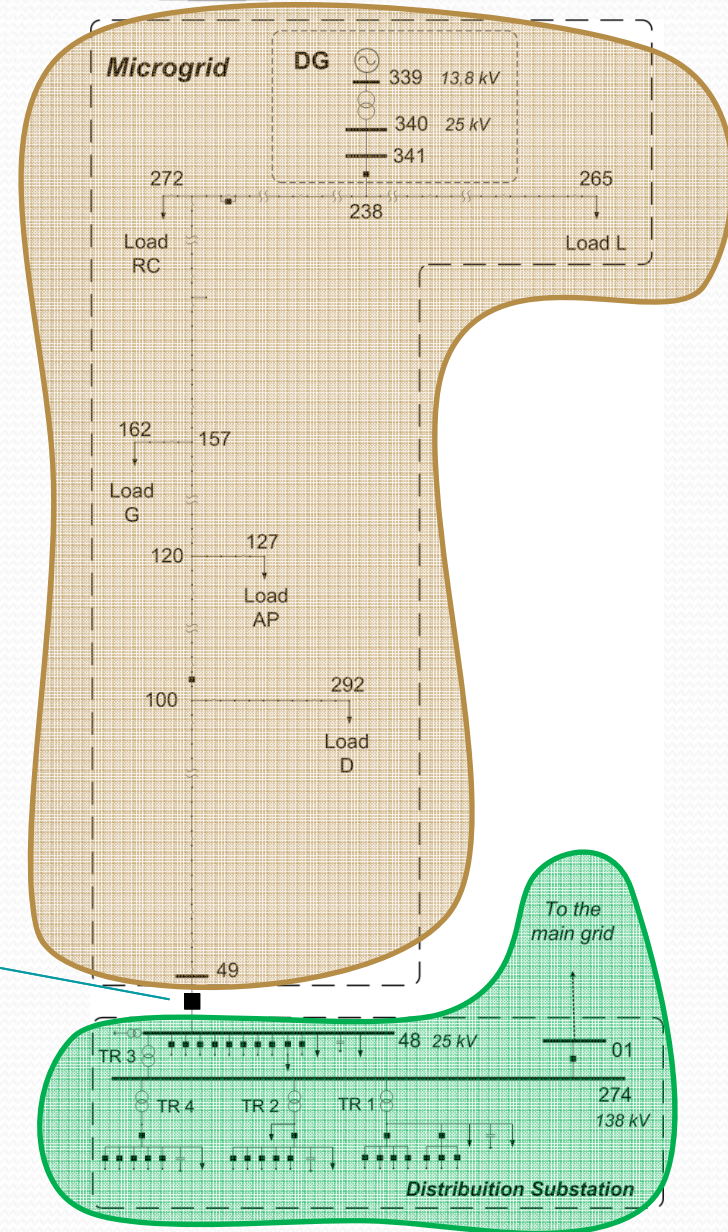 Microgrid
DG
339 13,8 kV
340 25 kV
341
272
265
238
Load
RC
Load L
162
157
Load
G
127
120
Load
AP
292
100
Load
D
To the
main grid
49
48 25 kV
01
TR 3
274
TR 4
TR 2
TR 1
138 kV
Distribuition Substation